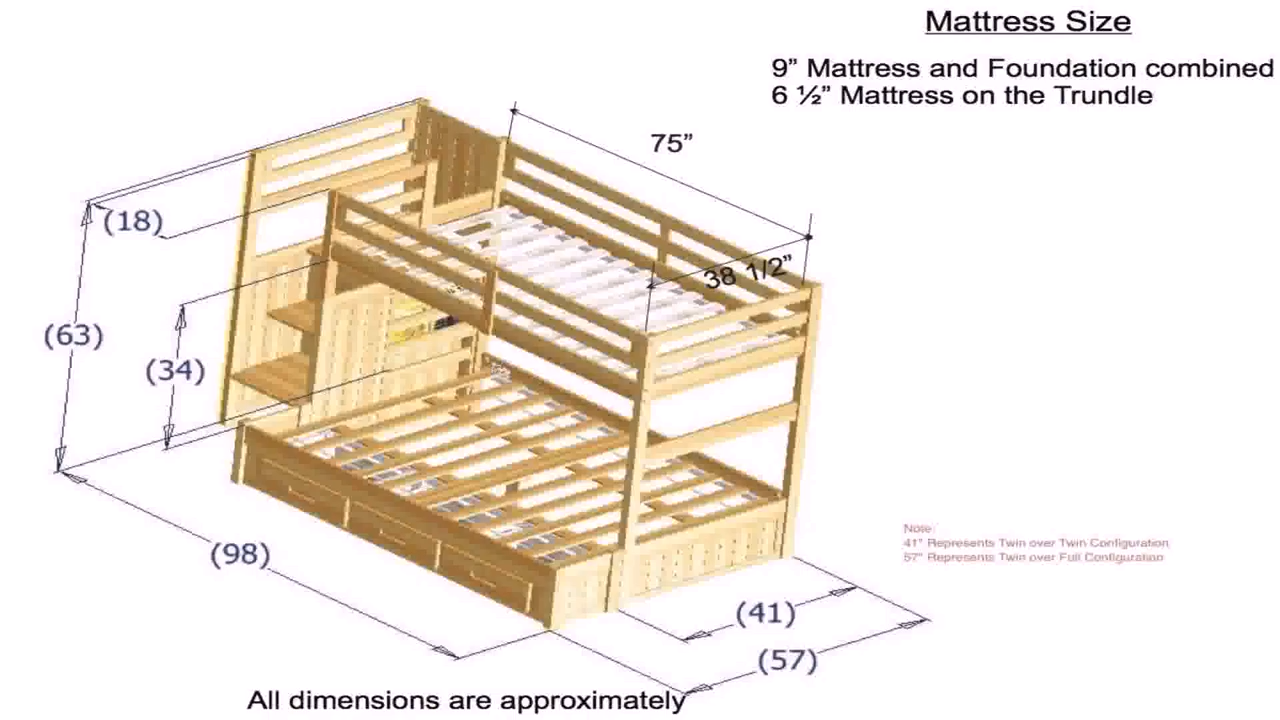 Mattress Size
9” Mattress and Foundation combined
6 ½” Mattress on the Trundle
75”
(18)
38 1/2”
(63)
(34)
Note:
41" Represents Twin over Twin Configuration
57" Represents Twin over Full Configuration
(98)
(41)
(57)
All dimensions are approximately